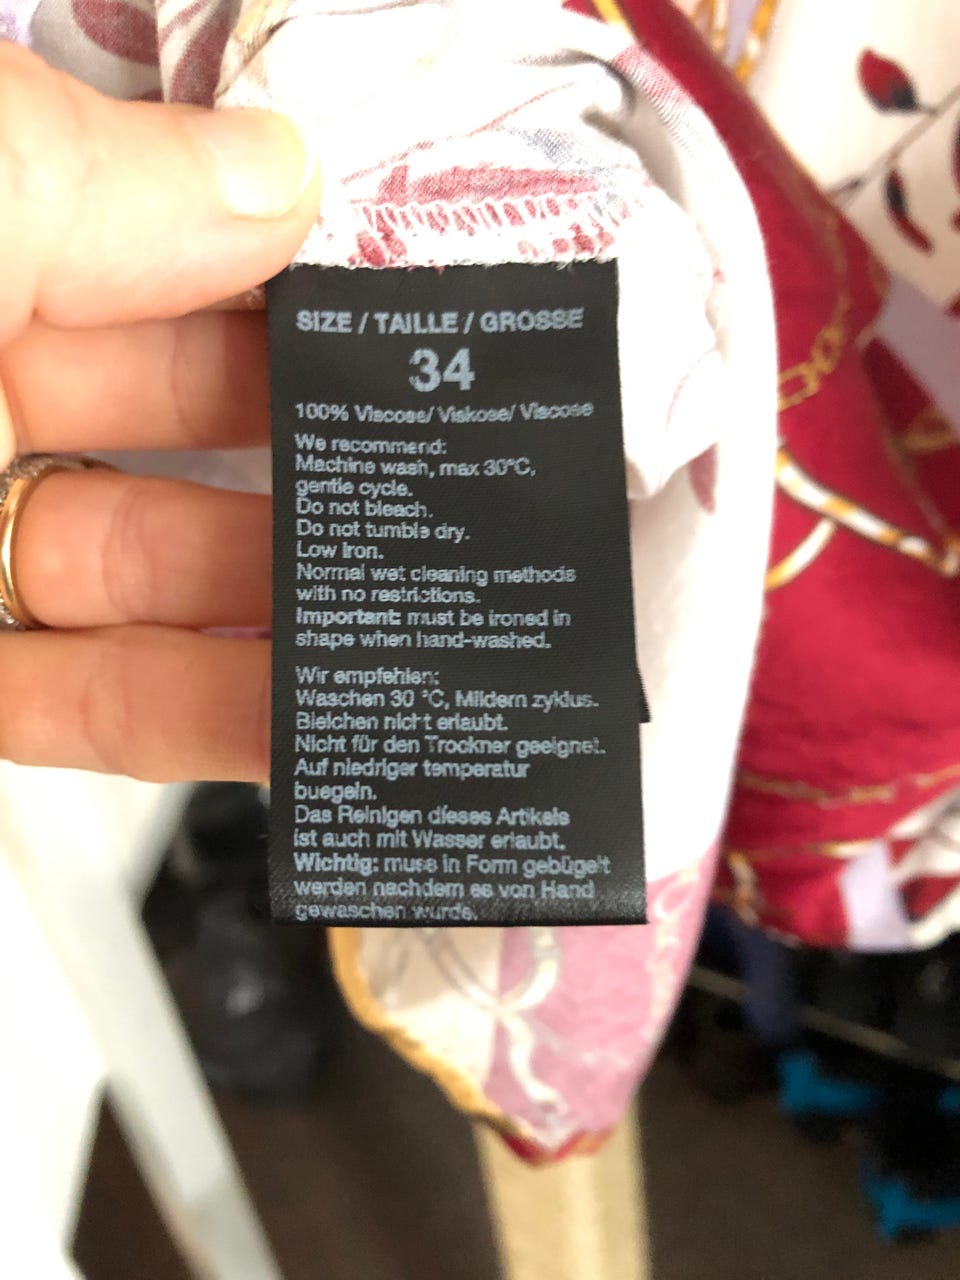 SIZE / TAILLE / GROSSE
34
100% Viscose/ Viskose/ Viscose
We recommend:
Machine wash, max 30°C,
gentle cycle.
Do not bleach.
Do not tumble dry.
Low iron.
Normal wet cleaning methods
with no restrictions.
Important: must be ironed in
shape when hand-washed.
Wir empfehlen:
Waschen 30 °C, Mildern zyklus.
Bleichen nicht erlaubt.
Nicht für den Trockner geeignet.
Auf niedriger temperatur
buegeln.
Das Reinigen dieses Artikels
ist auch mit Wasser erlaubt.
Wichtig: muss in Form gebügelt
werden nachdem es von Hand
gewaschen wurde.